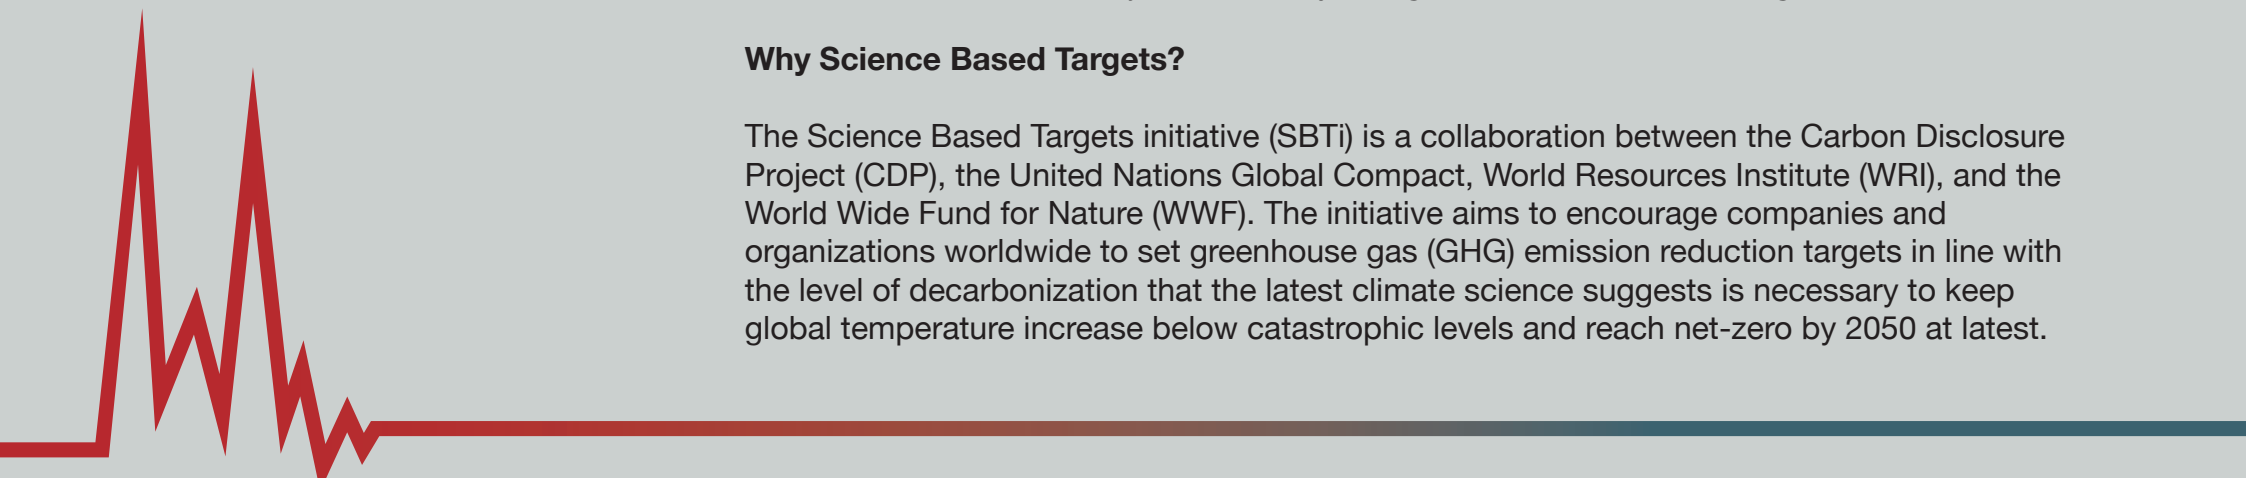 Why Science Based Targets?
The Science Based Targets initiative (SBTi) is a collaboration between the Carbon Disclosure
Project (CDP), the United Nations Global Compact, World Resources Institute (WRI), and the
World Wide Fund for Nature (WWF). The initiative aims to encourage companies and
organizations worldwide to set greenhouse gas (GHG) emission reduction targets in line with
the level of decarbonization that the latest climate science suggests is necessary to keep
global temperature increase below catastrophic levels and reach net-zero by 2050 at latest.